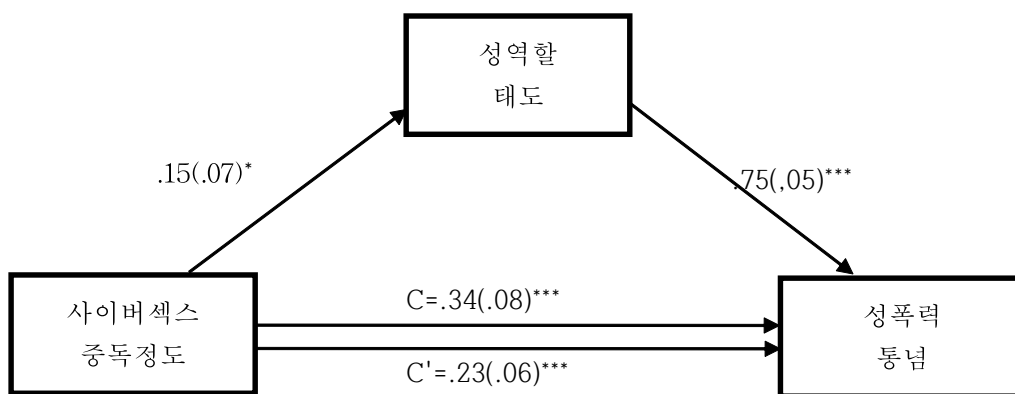 성역할
태도
.15(.07)*
.75(,05)***
사이버섹스
중독정도
C=.34(.08)***
C'=.23(.06)***
성폭력
통념